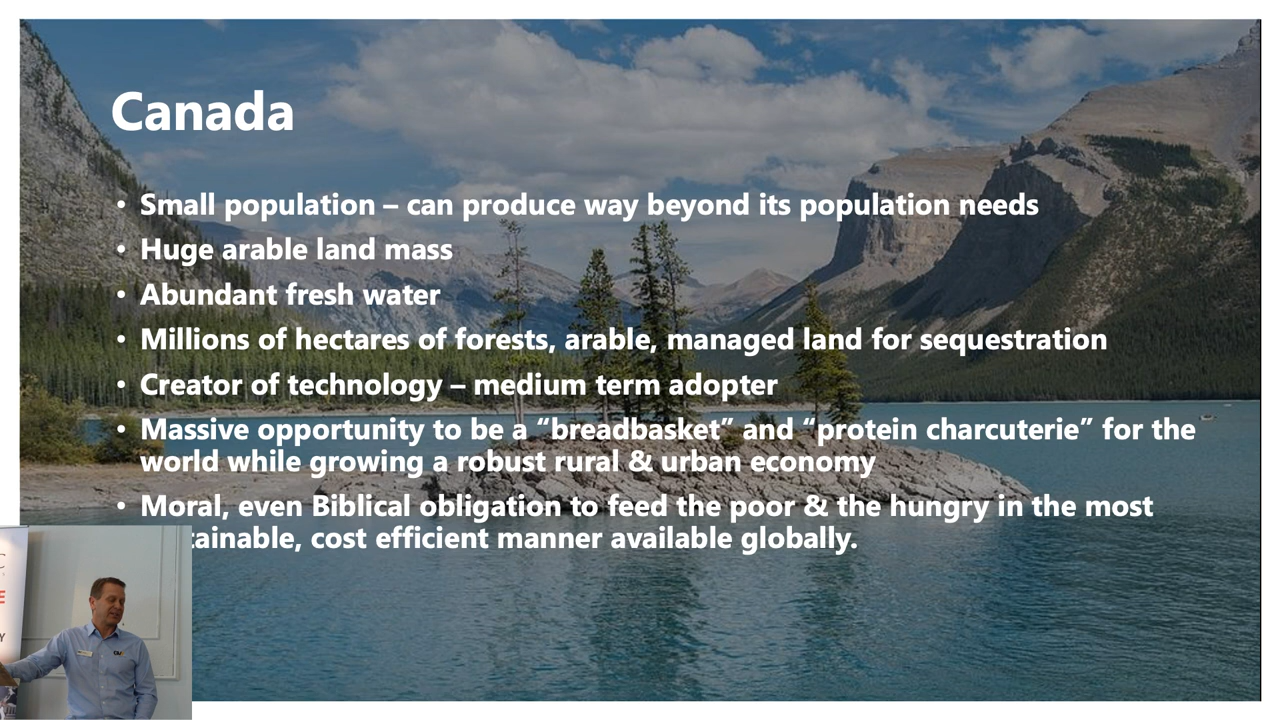 Canada
• Small population – can produce way beyond its population needs
• Huge arable land mass
• Abundant fresh water
• Millions of hectares of forests, arable, managed land for sequestration
• Creator of technology – medium term adopter
• Massive opportunity to be a “breadbasket” and “protein charcuterie” for the
world while growing a robust rural & urban economy
• Moral, even Biblical obligation to feed the poor & the hungry in the most
tainable, cost efficient manner available globally.
C
E
Y